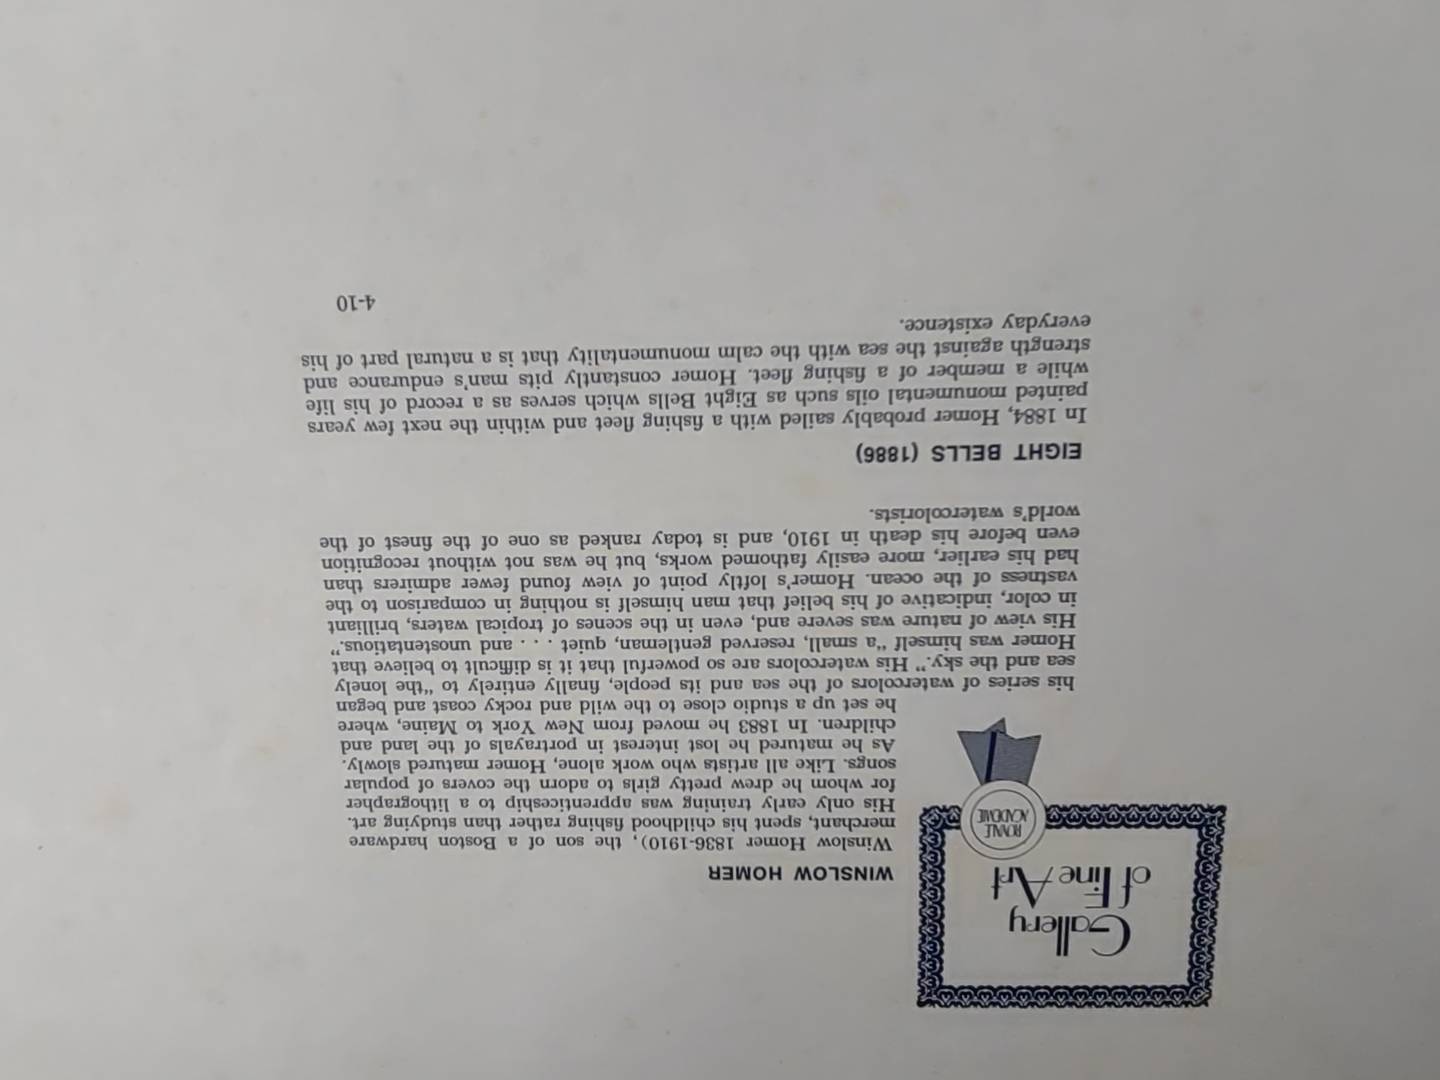 Gallery
of Fine Art
ROYALE
ACADEMIE
WINSLOW HOMER
Winslow Homer 1836-1910), the son of a Boston hardware
merchant, spent his childhood fishing rather than studying art.
His only early training was apprenticeship to a lithographer
for whom he drew pretty girls to adorn the covers of popular
songs. Like all artists who work alone, Homer matured slowly.
As he matured he lost interest in portrayals of the land and
children. In 1883 he moved from New York to Maine, where
he set up a studio close to the wild and rocky coast and began
his series of watercolors of the sea and its people, finally entirely to “the lonely
sea and the sky.” His watercolors are so powerful that it is difficult to believe that
Homer was himself “a small, reserved gentleman, quiet . . . and unostentatious.”
His view of nature was severe and, even in the scenes of tropical waters, brilliant
in color, indicative of his belief that man himself is nothing in comparison to the
vastness of the ocean. Homer's loftly point of view found fewer admirers than
had his earlier, more easily fathomed works, but he was not without recognition
even before his death in 1910, and is today ranked as one of the finest of the
world's watercolorists.
EIGHT BELLS (1886)
In 1884, Homer probably sailed with a fishing fleet and within the next few years
painted monumental oils such as Eight Bells which serves as a record of his life
while a member of a fishing fleet. Homer constantly pits man's endurance and
strength against the sea with the calm monumentality that is a natural part of his
everyday existence.
4-10